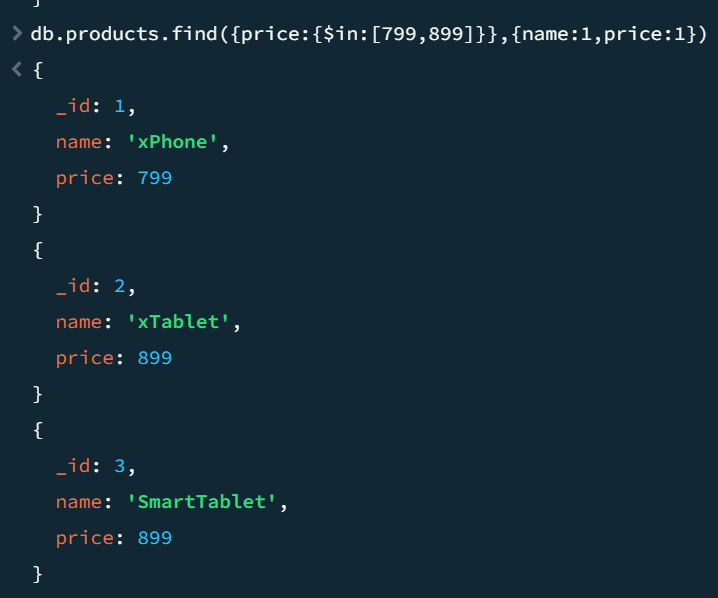 }
> db.products.find({price:{$in:[799,899]}},{name:1,price:1})
< {
_id: 1,
name: 'xPhone',
price: 799
}
{
_id: 2,
name: 'xTablet',
price: 899
}
{
_id: 3,
name: 'SmartTablet',
price: 899
}